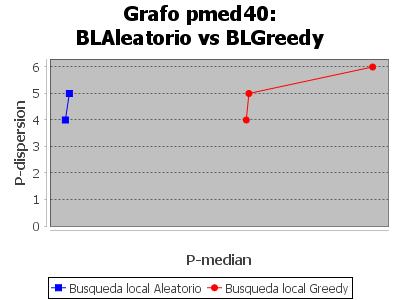 Grafo pmed40:
BLAleatorio vs BLGreedy
6
5
4
3
2
1
0
P-dispersion
P-median
Busqueda local Aleatorio Busqueda local Greedy